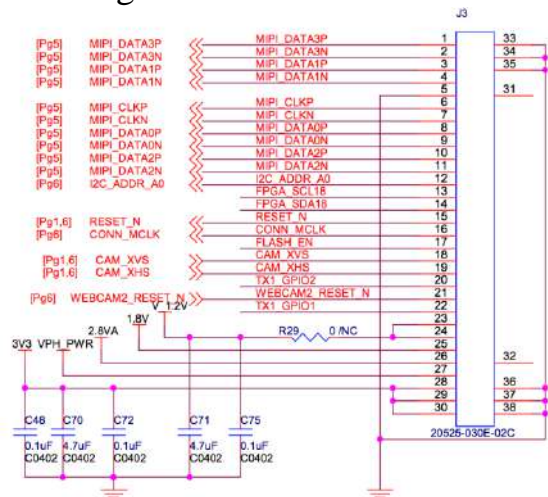 J3
[Pg5] MIPI_DATA3P MIPI_DATA3P 1 33
[Pg5] MIPI_DATA3N MIPI_DATA3N 2 34
[Pg5] MIPI_DATA1P MIPI_DATA1P 3 35
[Pg5] MIPI_DATA1N MIPI_DATA1N 4
5 31
[Pg5] MIPI_CLKP MIPI_CLKP 6
[Pg5] MIPI_CLKN MIPI_CLKN 7
[Pg5] MIPI_DATA0P MIPI_DATA0P 8
[Pg5] MIPI_DATA0N MIPI_DATA0N 9
[Pg5] MIPI_DATA2P MIPI_DATA2P 10
[Pg5] MIPI_DATA2N MIPI_DATA2N 11
[Pg6] I2C_ADDR_A0 I2C_ADDR_A0 12
FPGA_SCL18 13
FPGA_SDA18 14
[Pg1,6] RESET_N RESET_N 15
[Pg6] CONN_MCLK CONN_MCLK 16
FLASH_EN 17
[Pg1,6] CAM_XVS CAM_XVS 18
[Pg1,6] CAM_XHS CAM_XHS 19
TX1_GPIO2 20
[Pg6] WEBCAM2_RESET_N WEBCAM2_RESET_N 21
V_1.2V TX1_GPIO1 22
23
1.8V R29 0 /NC 24
2.8VA 25
3V3 VPH_PWR 26 32
27
28 36
29 37
30 38
C48 C70 C72 C71 C75 20525-030E-02C
0.1uF 4.7uF 0.1uF 4.7uF 0.1uF
C0402 C0402 C0402 C0402 C0402